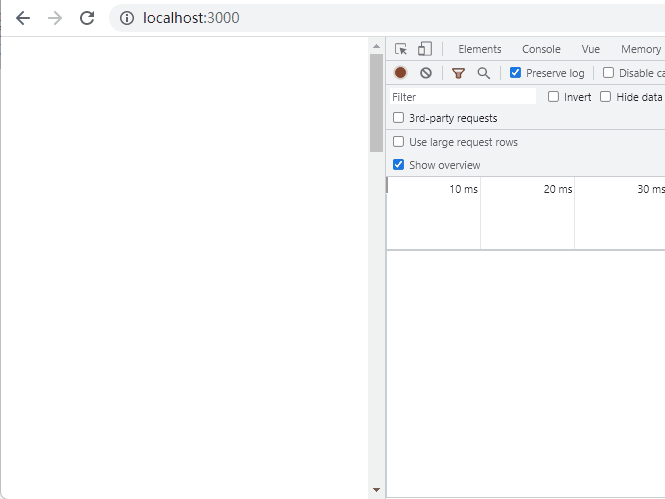 localhost:3000
Elements Console Vue Memory
Preserve log Disable ca
Filter Invert Hide data
3rd-party requests
Use large request rows
Show overview
10 ms 20 ms 30 ms